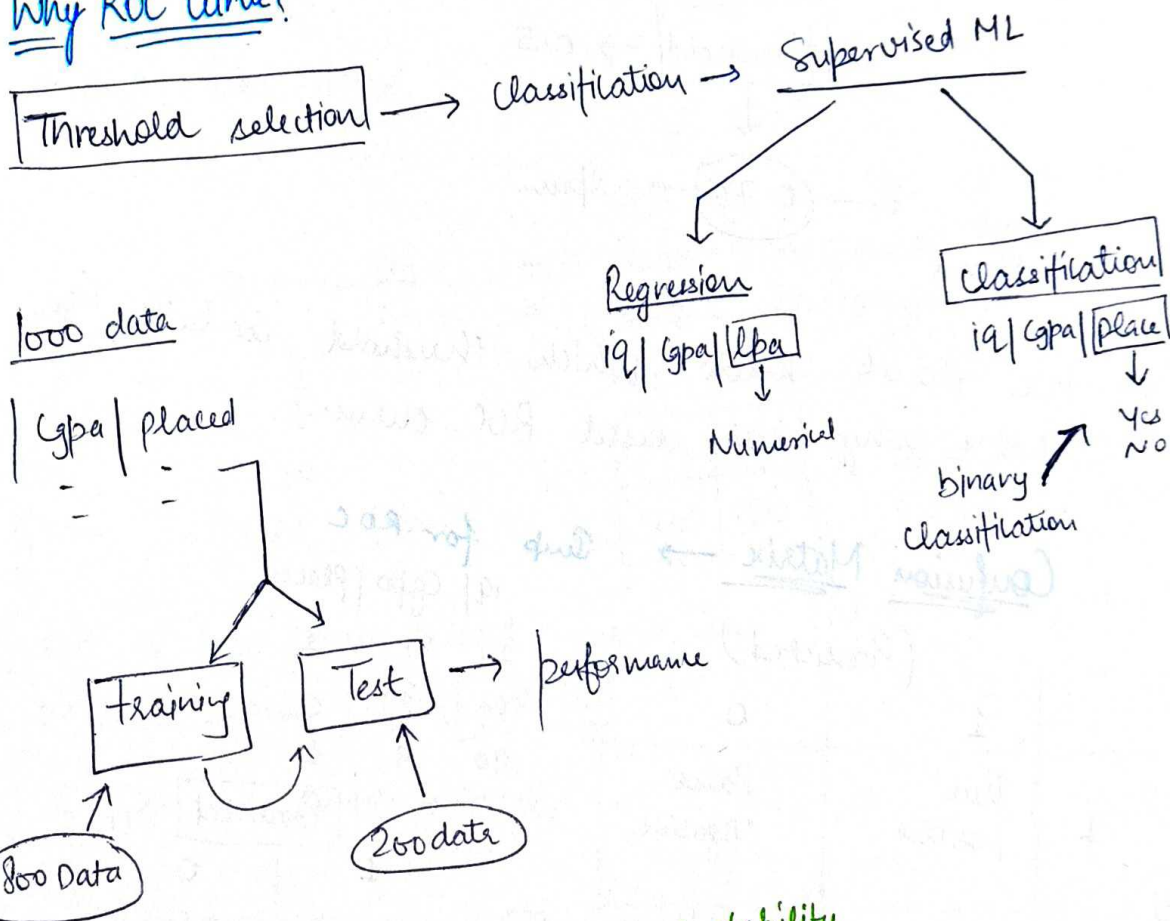 Why ROC Curve?
Threshold selection → Classification → Supervised ML
Regression
iq | Cgpa | lpa
↓
Numerical
Classification
iq | Cgpa | place
↓
Yes
No
binary
classification
1000 data
| Cgpa | placed
training
Test → performance
800 Data
200 data